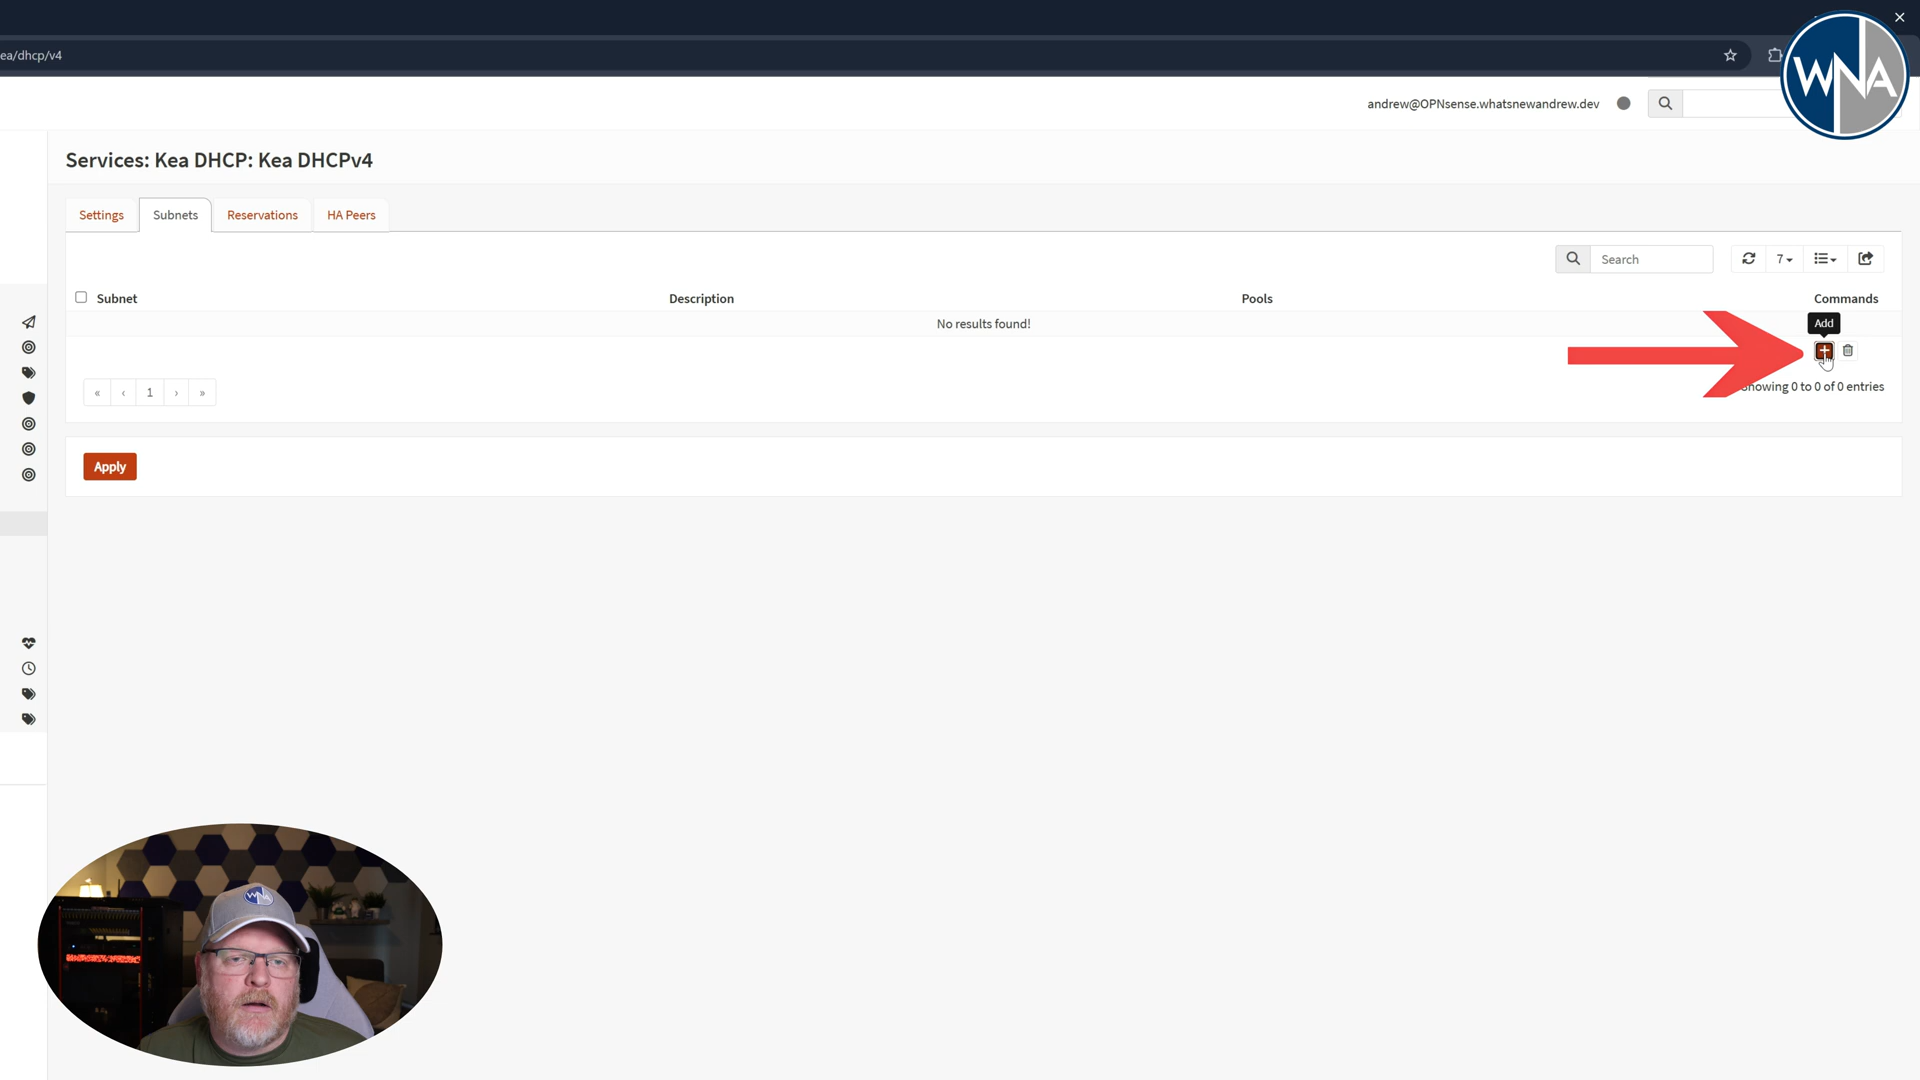 ea/dhcp/v4
WNA
andrew@OPNsense.whatsnewandrew.dev
Services: Kea DHCP: Kea DHCPv4
Settings
Subnets
Reservations
HA Peers
Search
7
Subnet
Description
Pools
Commands
No results found!
Add
« ‹ 1 › »
howing 0 to 0 of 0 entries
Apply
WNA